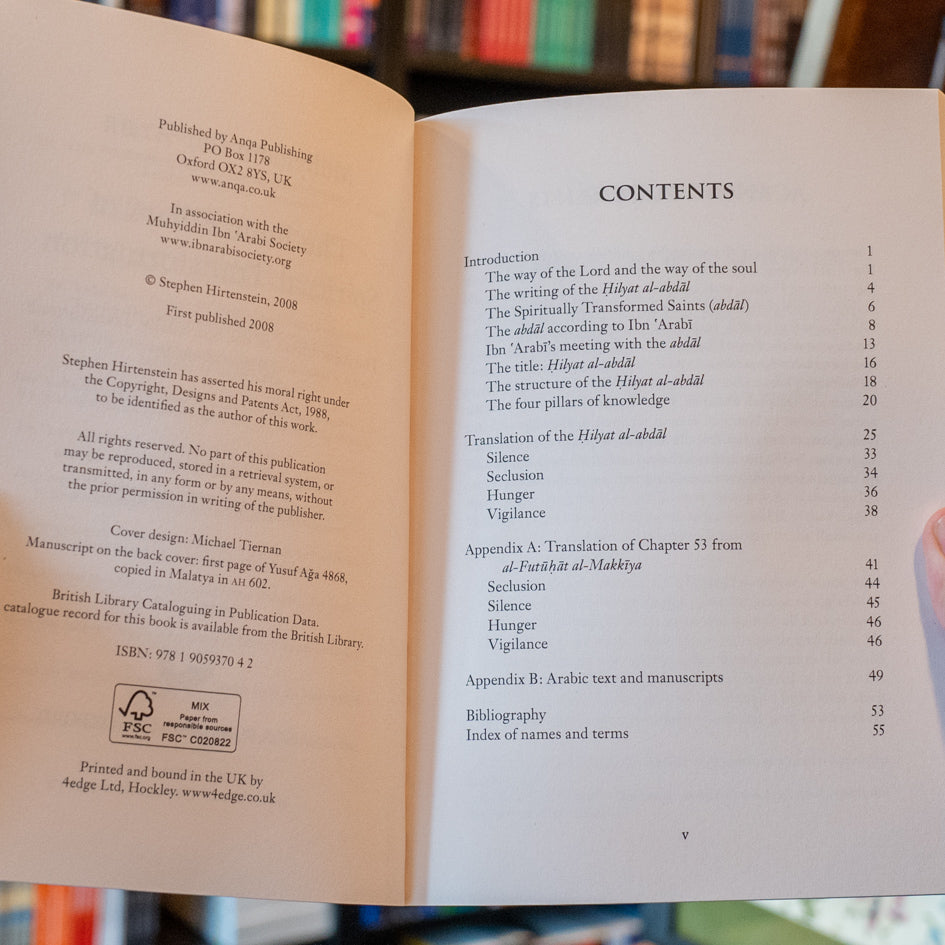 Published by Anqa Publishing
PO Box 1178
Oxford OX2 8YS, UK
www.anqa.co.uk
In association with the
Muhyiddin Ibn 'Arabi Society
www.ibnarabisociety.org
© Stephen Hirtenstein, 2008
First published 2008
Stephen Hirtenstein has asserted his moral right under
the Copyright, Designs and Patents Act, 1988,
to be identified as the author of this work.
All rights reserved. No part of this publication
may be reproduced, stored in a retrieval system, or
transmitted, in any form or by any means, without
the prior permission in writing of the publisher.
Cover design: Michael Tiernan
Manuscript on the back cover: first page of Yusuf Ağa 4868,
copied in Malatya in AH 602.
British Library Cataloguing in Publication Data.
catalogue record for this book is available from the British Library.
ISBN: 978 1 9059370 4 2
FSC™
www.fsc.org
MIX
Paper from
responsible sources
FSC™ C020822
Printed and bound in the UK by
4edge Ltd, Hockley. www4edge.co.uk
CONTENTS
Introduction 1
The way of the Lord and the way of the soul 1
The writing of the Ḥilyat al-abdāl 4
The Spiritually Transformed Saints (abdāl) 6
The abdāl according to Ibn ʿArabī 8
Ibn ʿArabī's meeting with the abdāl 13
The title: Ḥilyat al-abdāl 16
The structure of the Ḥilyat al-abdāl 18
The four pillars of knowledge 20
Translation of the Ḥilyat al-abdāl 25
Silence 33
Seclusion 34
Hunger 36
Vigilance 38
Appendix A: Translation of Chapter 53 from
al-Futūḥāt al-Makkīya 41
Seclusion 44
Silence 45
Hunger 46
Vigilance 46
Appendix B: Arabic text and manuscripts 49
Bibliography 53
Index of names and terms 55
v